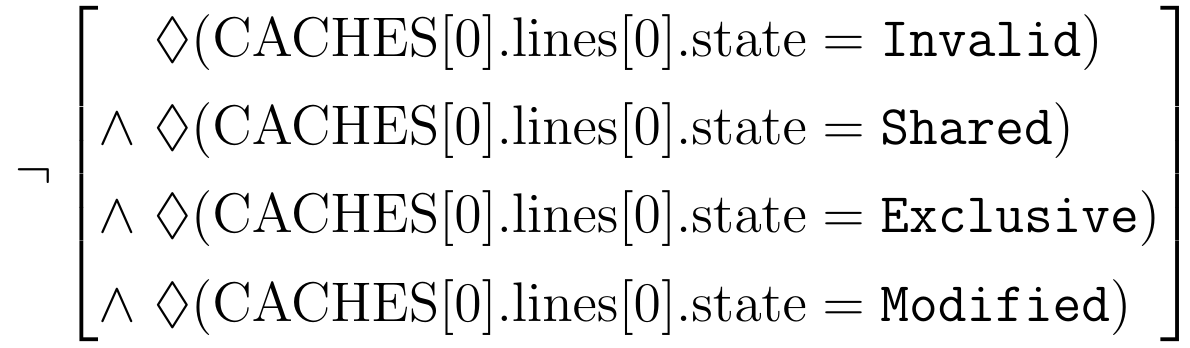 ◇(CACHES[0].lines[0].state = Invalid)
∧ ◇(CACHES[0].lines[0].state = Shared)
¬
∧ ◇(CACHES[0].lines[0].state = Exclusive)
∧ ◇(CACHES[0].lines[0].state = Modified)